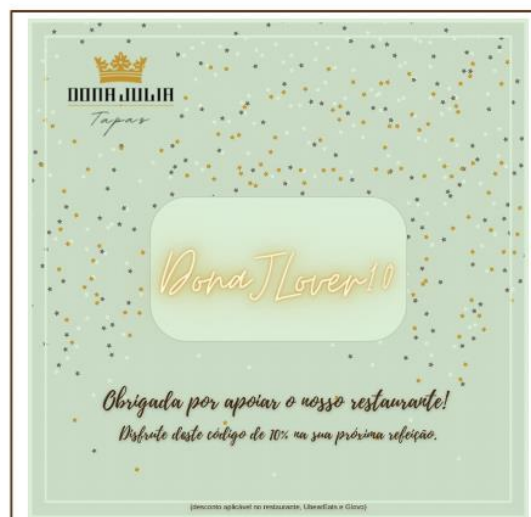 DONA JULIA
Tapas
DonaJLover10
Obrigada por apoiar o nosso restaurante!
Disfrute deste código de 10% na sua próxima refeição.
(desconto aplicável no restaurante, UberEats e Glovo)